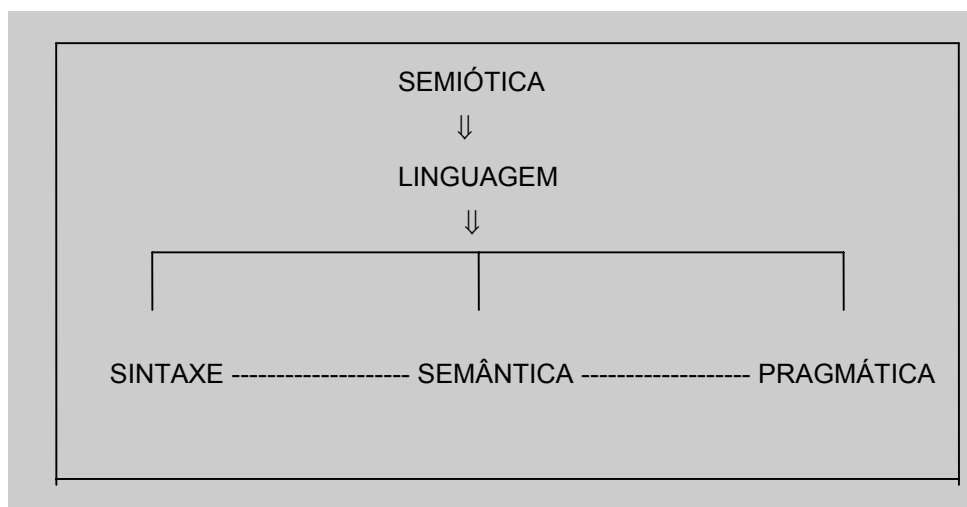 SEMIÓTICA
⇓
LINGUAGEM
⇓
SINTAXE -------------------- SEMÂNTICA ------------------- PRAGMÁTICA